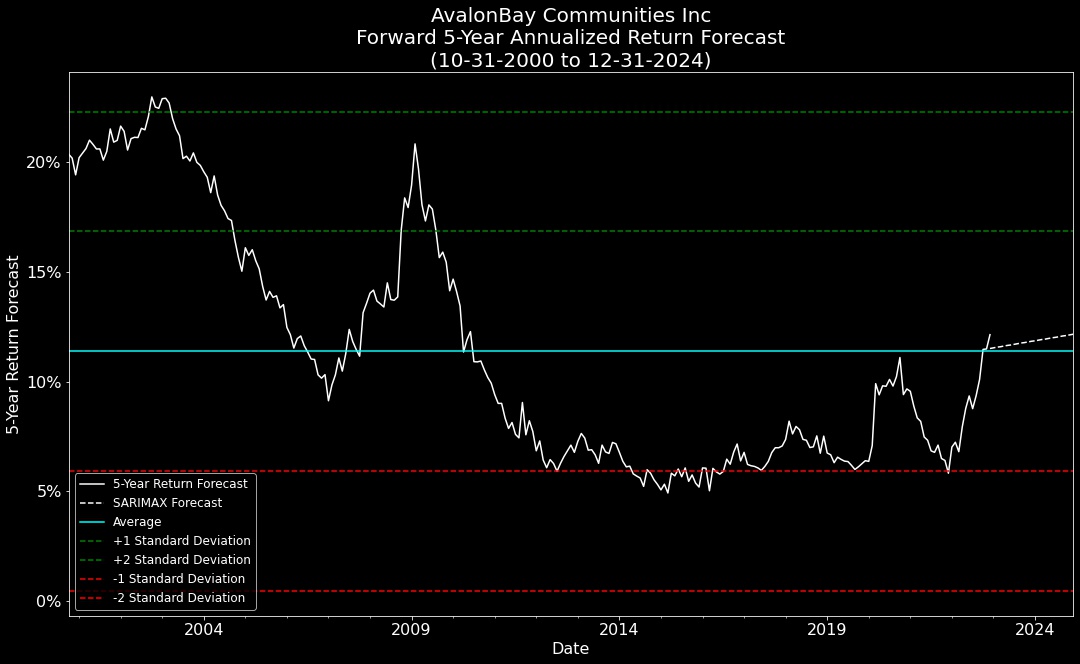 AvalonBay Communities Inc
Forward 5-Year Annualized Return Forecast
(10-31-2000 to 12-31-2024)
5-Year Return Forecast
20%
15%
10%
5%
0%
5-Year Return Forecast
SARIMAX Forecast
Average
+1 Standard Deviation
+2 Standard Deviation
-1 Standard Deviation
-2 Standard Deviation
2004
2009
2014
2019
2024
Date